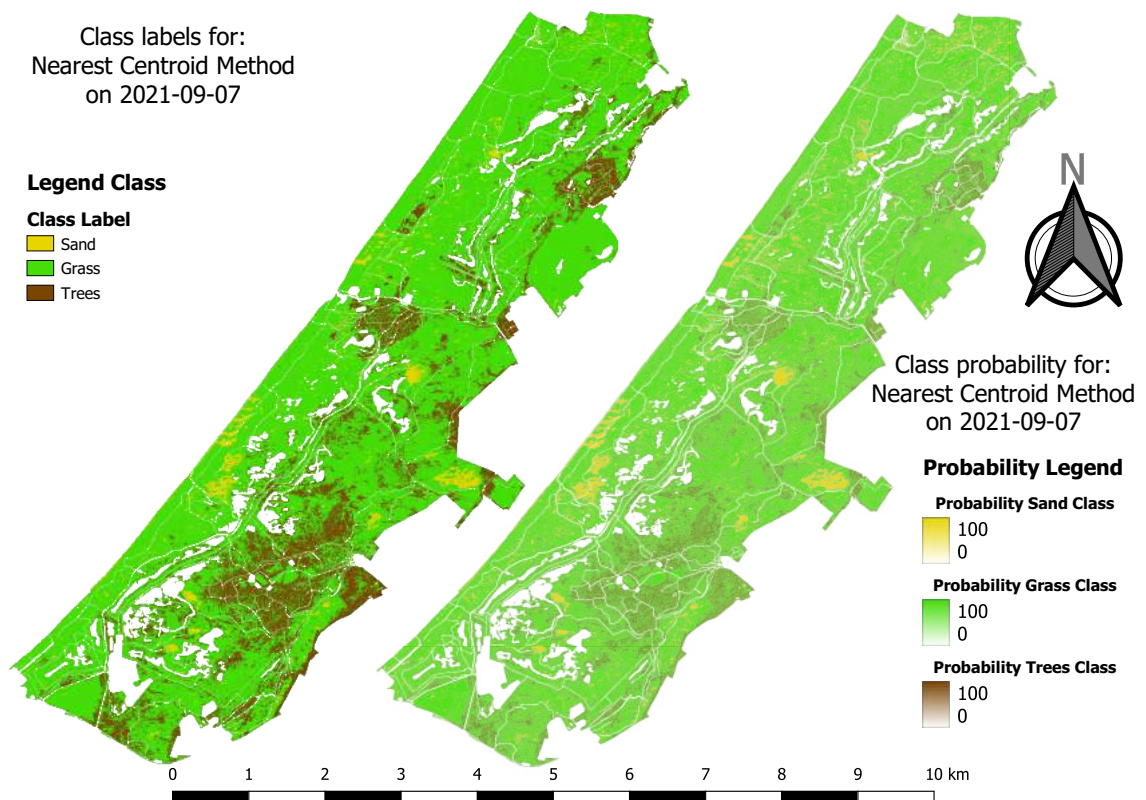 Class labels for:
Nearest Centroid Method
on 2021-09-07
Legend Class
Class Label
Sand
Grass
Trees
N
Class probability for:
Nearest Centroid Method
on 2021-09-07
Probability Legend
Probability Sand Class
100
0
Probability Grass Class
100
0
Probability Trees Class
100
0
0 1 2 3 4 5 6 7 8 9 10 km